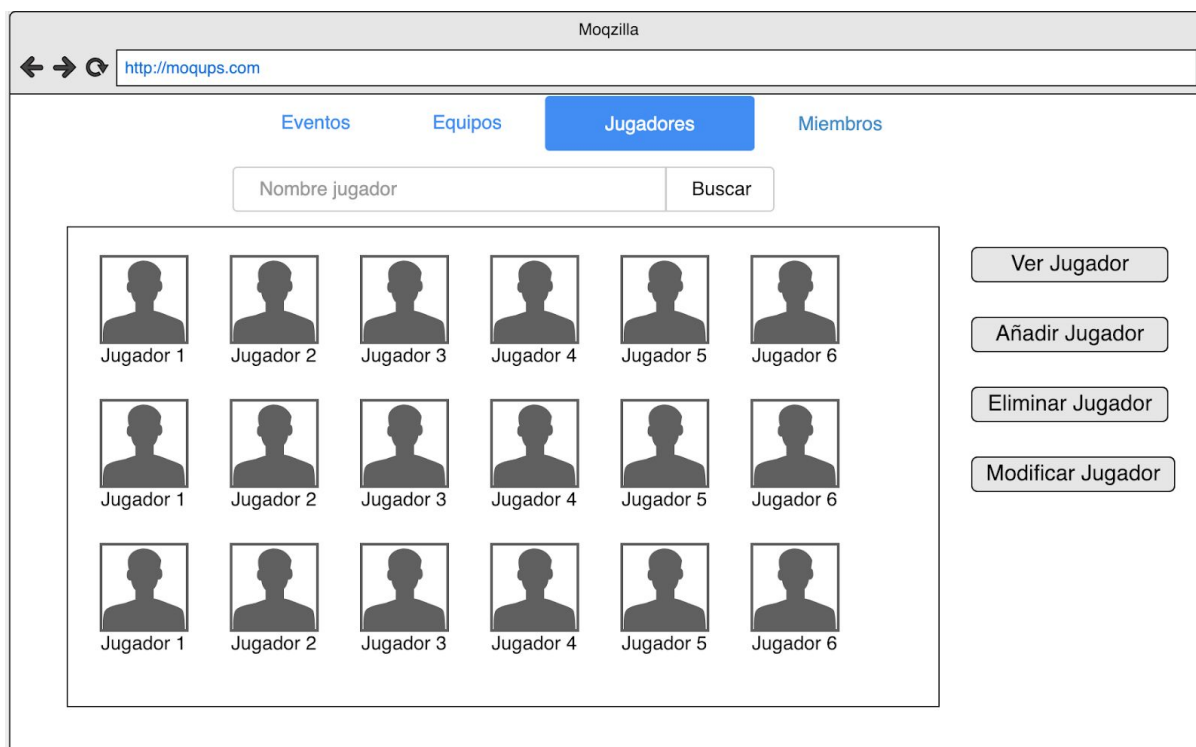 Moqzilla
http://moqups.com
Eventos Equipos Jugadores Miembros
Nombre jugador Buscar
Jugador 1 Jugador 2 Jugador 3 Jugador 4 Jugador 5 Jugador 6
Jugador 1 Jugador 2 Jugador 3 Jugador 4 Jugador 5 Jugador 6
Jugador 1 Jugador 2 Jugador 3 Jugador 4 Jugador 5 Jugador 6
Ver Jugador
Añadir Jugador
Eliminar Jugador
Modificar Jugador